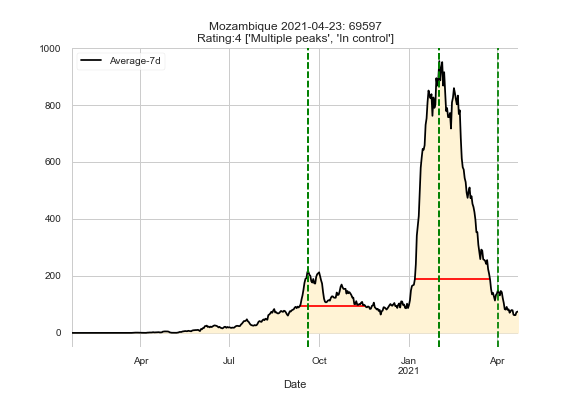 Mozambique 2021-04-23: 69597
Rating:4 ['Multiple peaks', 'In control']
Average-7d
1000
800
600
400
200
0
Apr
Jul
Oct
Jan
2021
Apr
Date